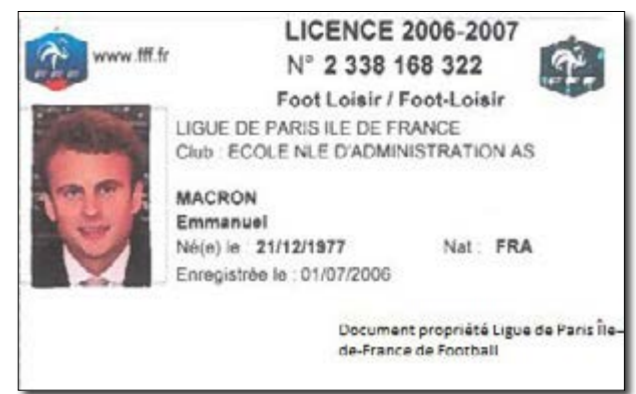 www.fff.fr
LICENCE 2006-2007
N° 2 338 168 322
Foot Loisir / Foot-Loisir
LIGUE DE PARIS ILE DE FRANCE
Club : ECOLE NLE D'ADMINISTRATION AS
MACRON
Emmanuel
Né(e) le : 21/12/1977 Nat : FRA
Enregistrée le : 01/07/2006
Document propriété Ligue de Paris Île-
de-France de Football